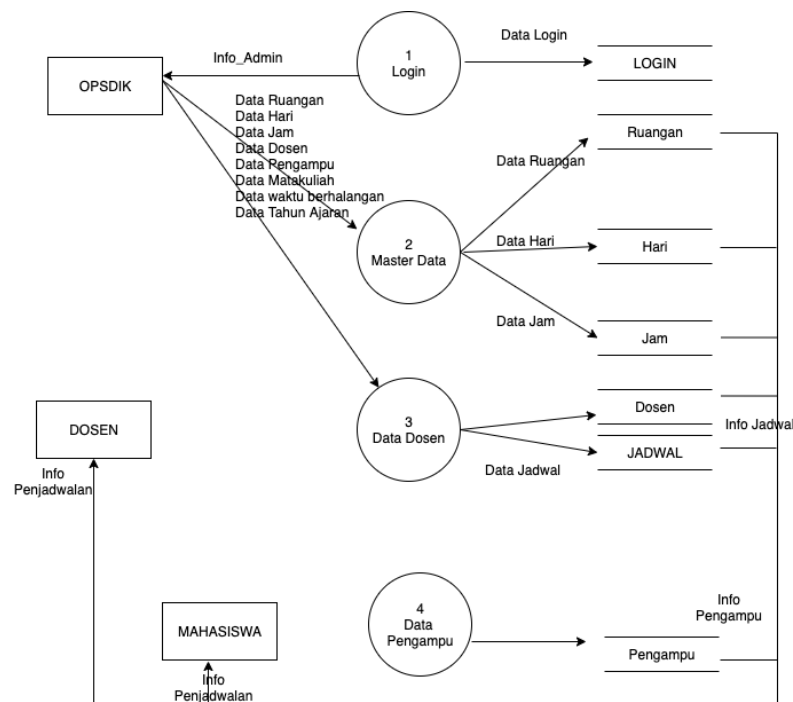 1
Login
Info_Admin
Data Login
LOGIN
OPSDIK
Data Ruangan
Data Hari
Data Jam
Data Dosen
Data Pengampu
Data Matakuliah
Data waktu berhalangan
Data Tahun Ajaran
Ruangan
Data Ruangan
2
Master Data
Data Hari
Hari
Data Jam
Jam
DOSEN
3
Data Dosen
Dosen
Info Jadwal
JADWAL
Data Jadwal
Info
Penjadwalan
4
Data
Pengampu
Info
Pengampu
MAHASISWA
Pengampu
Info
Penjadwalan